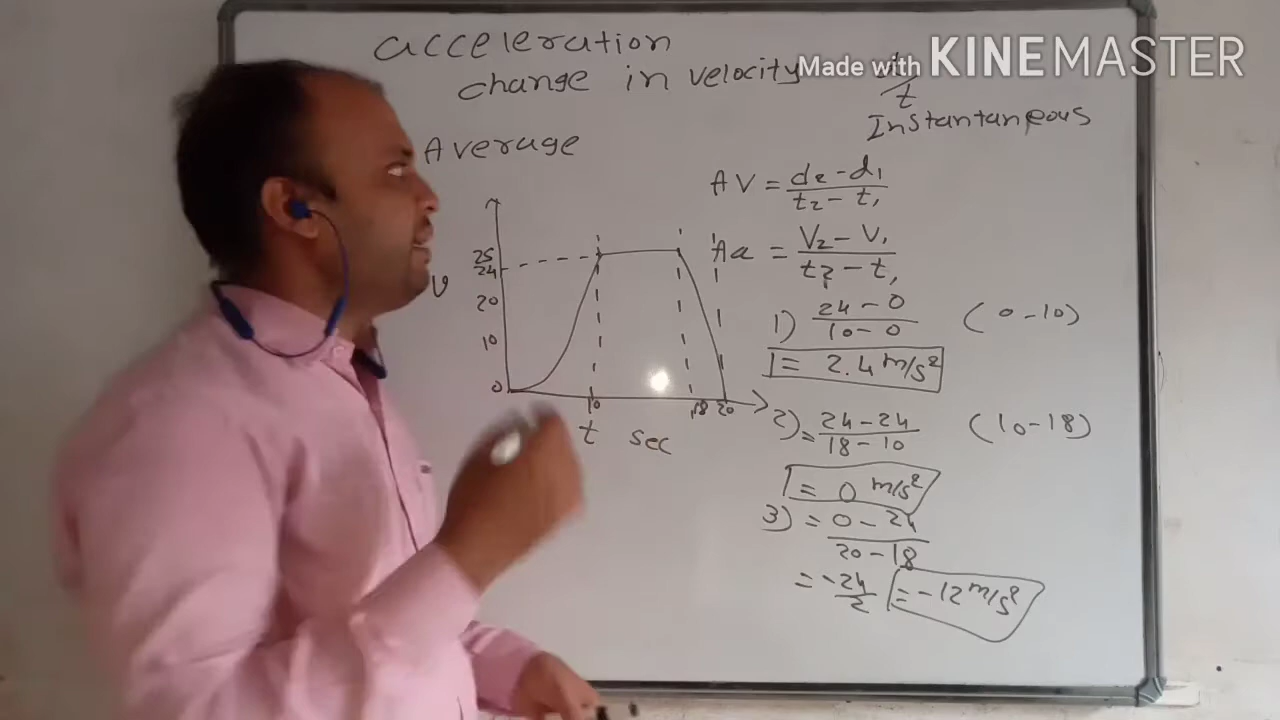 acceleration
change in velocity
t
Made with KINEMASTER
Instantaneous
Average
AV = d2 - d1 / t2 - t1
Aa = V2 - V1 / t2 - t1
25
24
20
10
0
v
10 18 20
t sec
1) 24 - 0 / 10 - 0 (0 - 10)
= 2.4 m/s²
2) = 24 - 24 / 18 - 10 (10 - 18)
= 0 m/s²
3) = 0 - 24 / 20 - 18
= -24 / 2 = -12 m/s²